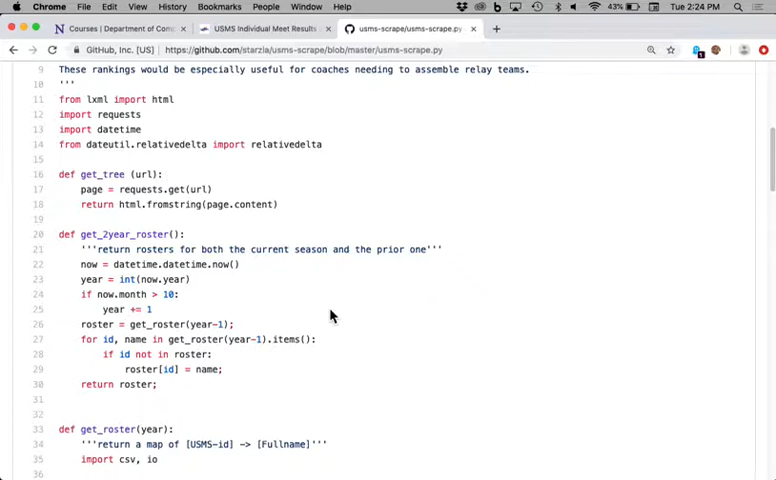 Chrome File Edit View History Bookmarks People Window Help 43% Tue 2:24 PM
Courses | Department of Com USMS Individual Meet Results usms-scrape/usms-scrape.py
GitHub, Inc. [US] https://github.com/starzia/usms-scrape/blob/master/usms-scrape.py
9 These rankings would be especially useful for coaches needing to assemble relay teams.
10 '''
11 from lxml import html
12 import requests
13 import datetime
14 from dateutil.relativedelta import relativedelta
15
16 def get_tree (url):
17 page = requests.get(url)
18 return html.fromstring(page.content)
19
20 def get_2year_roster():
21 '''return rosters for both the current season and the prior one'''
22 now = datetime.datetime.now()
23 year = int(now.year)
24 if now.month > 10:
25 year += 1
26 roster = get_roster(year-1);
27 for id, name in get_roster(year-1).items():
28 if id not in roster:
29 roster[id] = name;
30 return roster;
31
32
33 def get_roster(year):
34 '''return a map of [USMS-id] -> [Fullname]'''
35 import csv, io
36